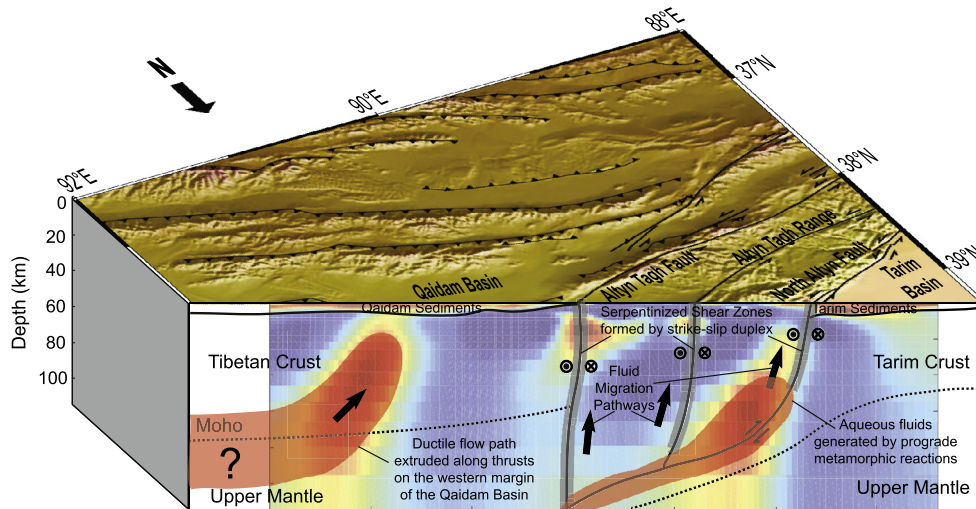 88°E
N
37°N
90°E
92°E
38°N
0
20
40
60
80
100
Depth (km)
Altyn Tagh Range
Altyn Tagh Fault
North Altyn Fault
39°N
Tarim
Basin
Qaidam Basin
Qaidam Sediments
Tarim Sediments
Serpentinized Shear Zones
formed by strike-slip duplex
Tibetan Crust
Tarim Crust
Fluid
Migration
Pathways
Moho
?
Ductile flow path
extruded along thrusts
on the western margin
of the Qaidam Basin
Aqueous fluids
generated by prograde
metamorphic reactions
Upper Mantle
Upper Mantle